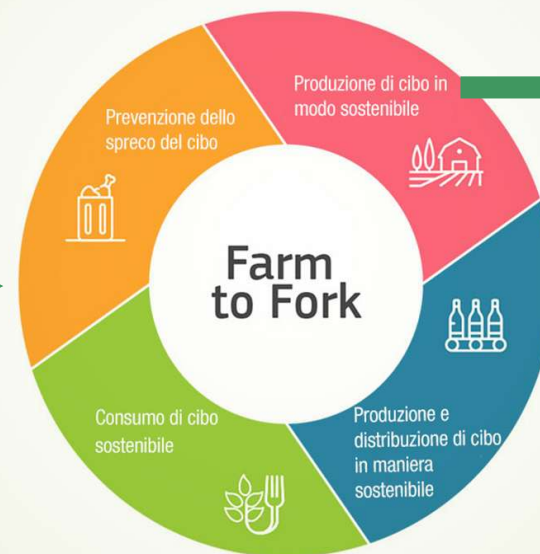 Prevenzione dello
spreco del cibo
Produzione di cibo in
modo sostenibile
Farm
to Fork
Consumo di cibo
sostenibile
Produzione e
distribuzione di cibo
in maniera
sostenibile